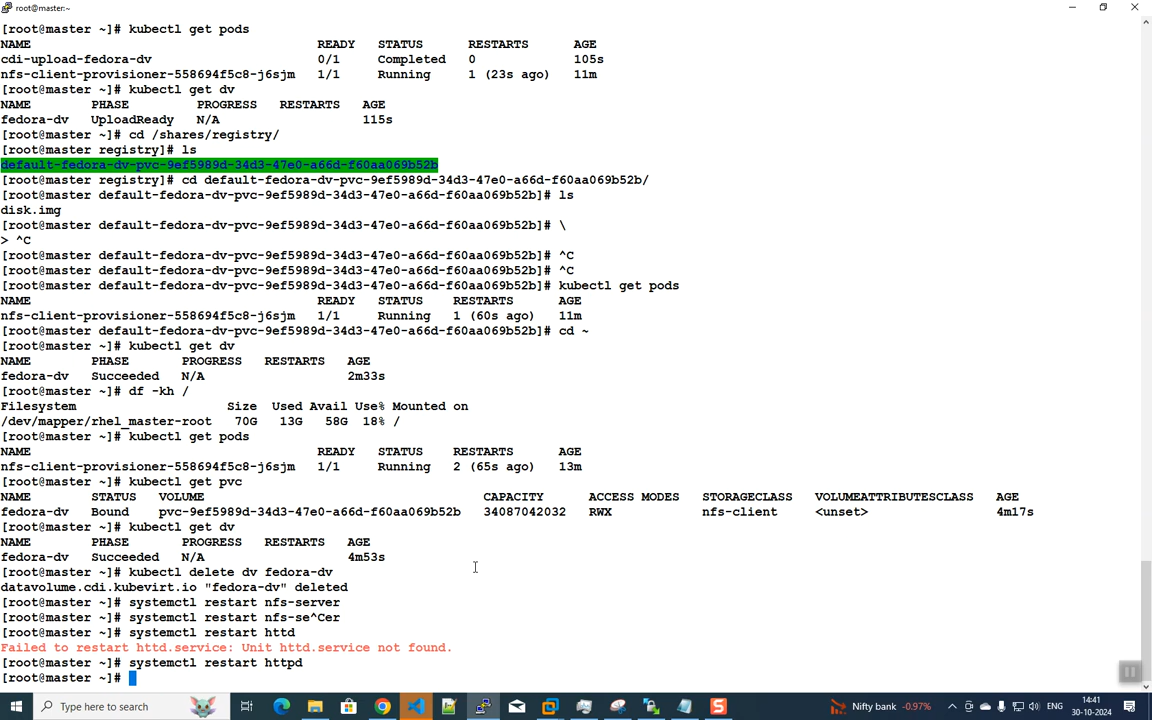 root@master:~
[root@master ~]# kubectl get pods
NAME READY STATUS RESTARTS AGE
cdi-upload-fedora-dv 0/1 Completed 0 105s
nfs-client-provisioner-558694f5c8-j6sjm 1/1 Running 1 (23s ago) 11m
[root@master ~]# kubectl get dv
NAME PHASE PROGRESS RESTARTS AGE
fedora-dv UploadReady N/A 115s
[root@master ~]# cd /shares/registry/
[root@master registry]# ls
default-fedora-dv-pvc-9ef5989d-34d3-47e0-a66d-f60aa069b52b
[root@master registry]# cd default-fedora-dv-pvc-9ef5989d-34d3-47e0-a66d-f60aa069b52b/
[root@master default-fedora-dv-pvc-9ef5989d-34d3-47e0-a66d-f60aa069b52b]# ls
disk.img
[root@master default-fedora-dv-pvc-9ef5989d-34d3-47e0-a66d-f60aa069b52b]# \
> ^C
[root@master default-fedora-dv-pvc-9ef5989d-34d3-47e0-a66d-f60aa069b52b]# ^C
[root@master default-fedora-dv-pvc-9ef5989d-34d3-47e0-a66d-f60aa069b52b]# ^C
[root@master default-fedora-dv-pvc-9ef5989d-34d3-47e0-a66d-f60aa069b52b]# kubectl get pods
NAME READY STATUS RESTARTS AGE
nfs-client-provisioner-558694f5c8-j6sjm 1/1 Running 1 (60s ago) 11m
[root@master default-fedora-dv-pvc-9ef5989d-34d3-47e0-a66d-f60aa069b52b]# cd ~
[root@master ~]# kubectl get dv
NAME PHASE PROGRESS RESTARTS AGE
fedora-dv Succeeded N/A 2m33s
[root@master ~]# df -kh /
Filesystem Size Used Avail Use% Mounted on
/dev/mapper/rhel_master-root 70G 13G 58G 18% /
[root@master ~]# kubectl get pods
NAME READY STATUS RESTARTS AGE
nfs-client-provisioner-558694f5c8-j6sjm 1/1 Running 2 (65s ago) 13m
[root@master ~]# kubectl get pvc
NAME STATUS VOLUME CAPACITY ACCESS MODES STORAGECLASS VOLUMEATTRIBUTESCLASS AGE
fedora-dv Bound pvc-9ef5989d-34d3-47e0-a66d-f60aa069b52b 34087042032 RWX nfs-client <unset> 4m17s
[root@master ~]# kubectl get dv
NAME PHASE PROGRESS RESTARTS AGE
fedora-dv Succeeded N/A 4m53s
[root@master ~]# kubectl delete dv fedora-dv
datavolume.cdi.kubevirt.io "fedora-dv" deleted
[root@master ~]# systemctl restart nfs-server
[root@master ~]# systemctl restart nfs-se^Cer
[root@master ~]# systemctl restart httd
Failed to restart httd.service: Unit httd.service not found.
[root@master ~]# systemctl restart httpd
[root@master ~]#
Type here to search
Nifty bank -0.97%
ENG
14:41
30-10-2024